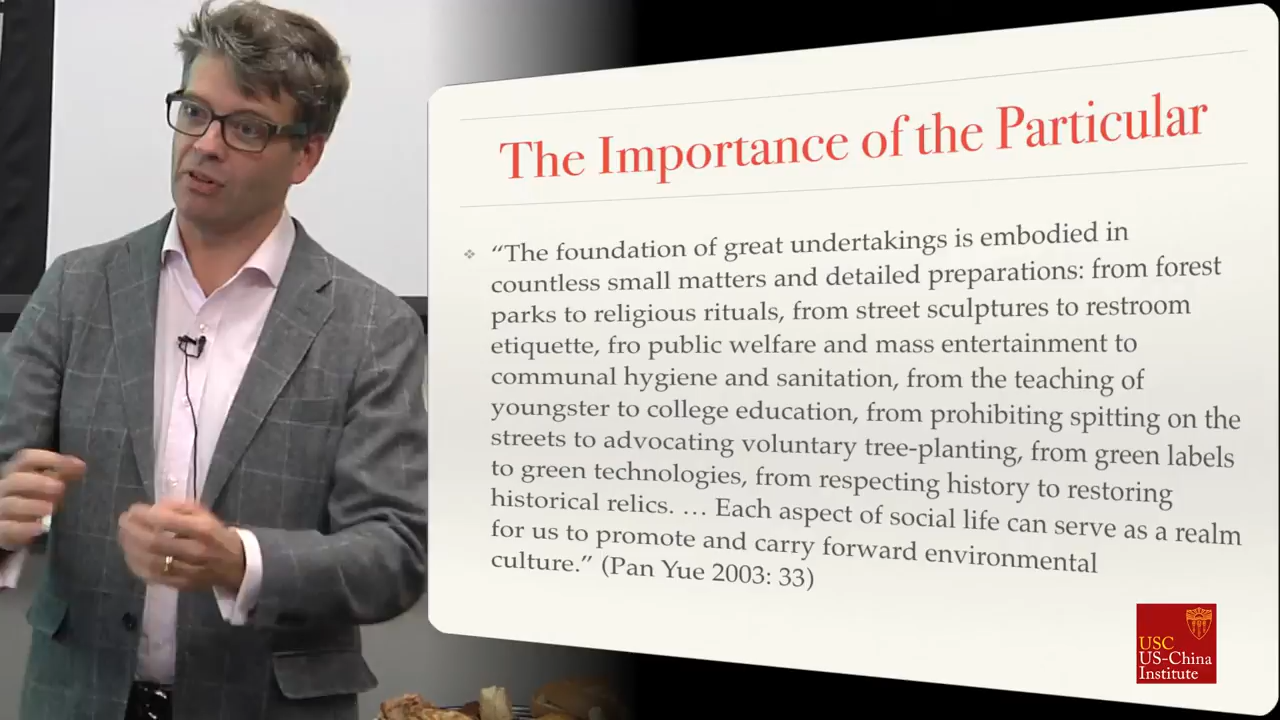 The Importance of the Particular
❖ “The foundation of great undertakings is embodied in
countless small matters and detailed preparations: from forest
parks to religious rituals, from street sculptures to restroom
etiquette, fro public welfare and mass entertainment to
communal hygiene and sanitation, from the teaching of
youngster to college education, from prohibiting spitting on the
streets to advocating voluntary tree-planting, from green labels
to green technologies, from respecting history to restoring
historical relics. … Each aspect of social life can serve as a realm
for us to promote and carry forward environmental
culture.” (Pan Yue 2003: 33)
USC
US-China
Institute